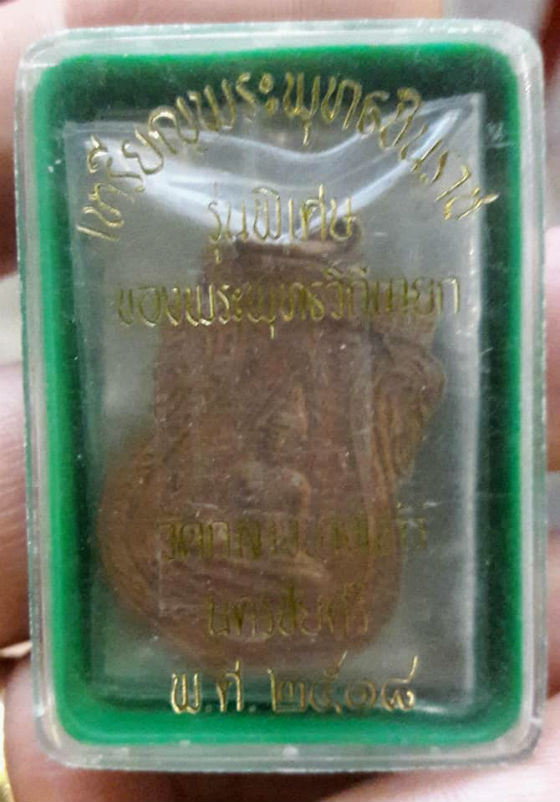 เหรียญพระพุทธชินราช
รุ่นพิเศษ
ของพระพุทธวิถีนายก
วัดกลางบางแก้ว
นครชัยศรี
พ.ศ. ๒๕๑๘